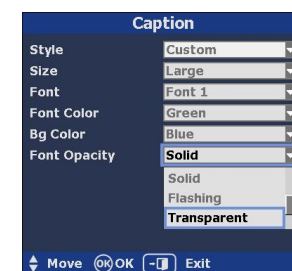 Caption
Style Custom
Size Large
Font Font 1
Font Color Green
Bg Color Blue
Font Opacity Solid
Solid
Flashing
Transparent
Move OK OK Exit